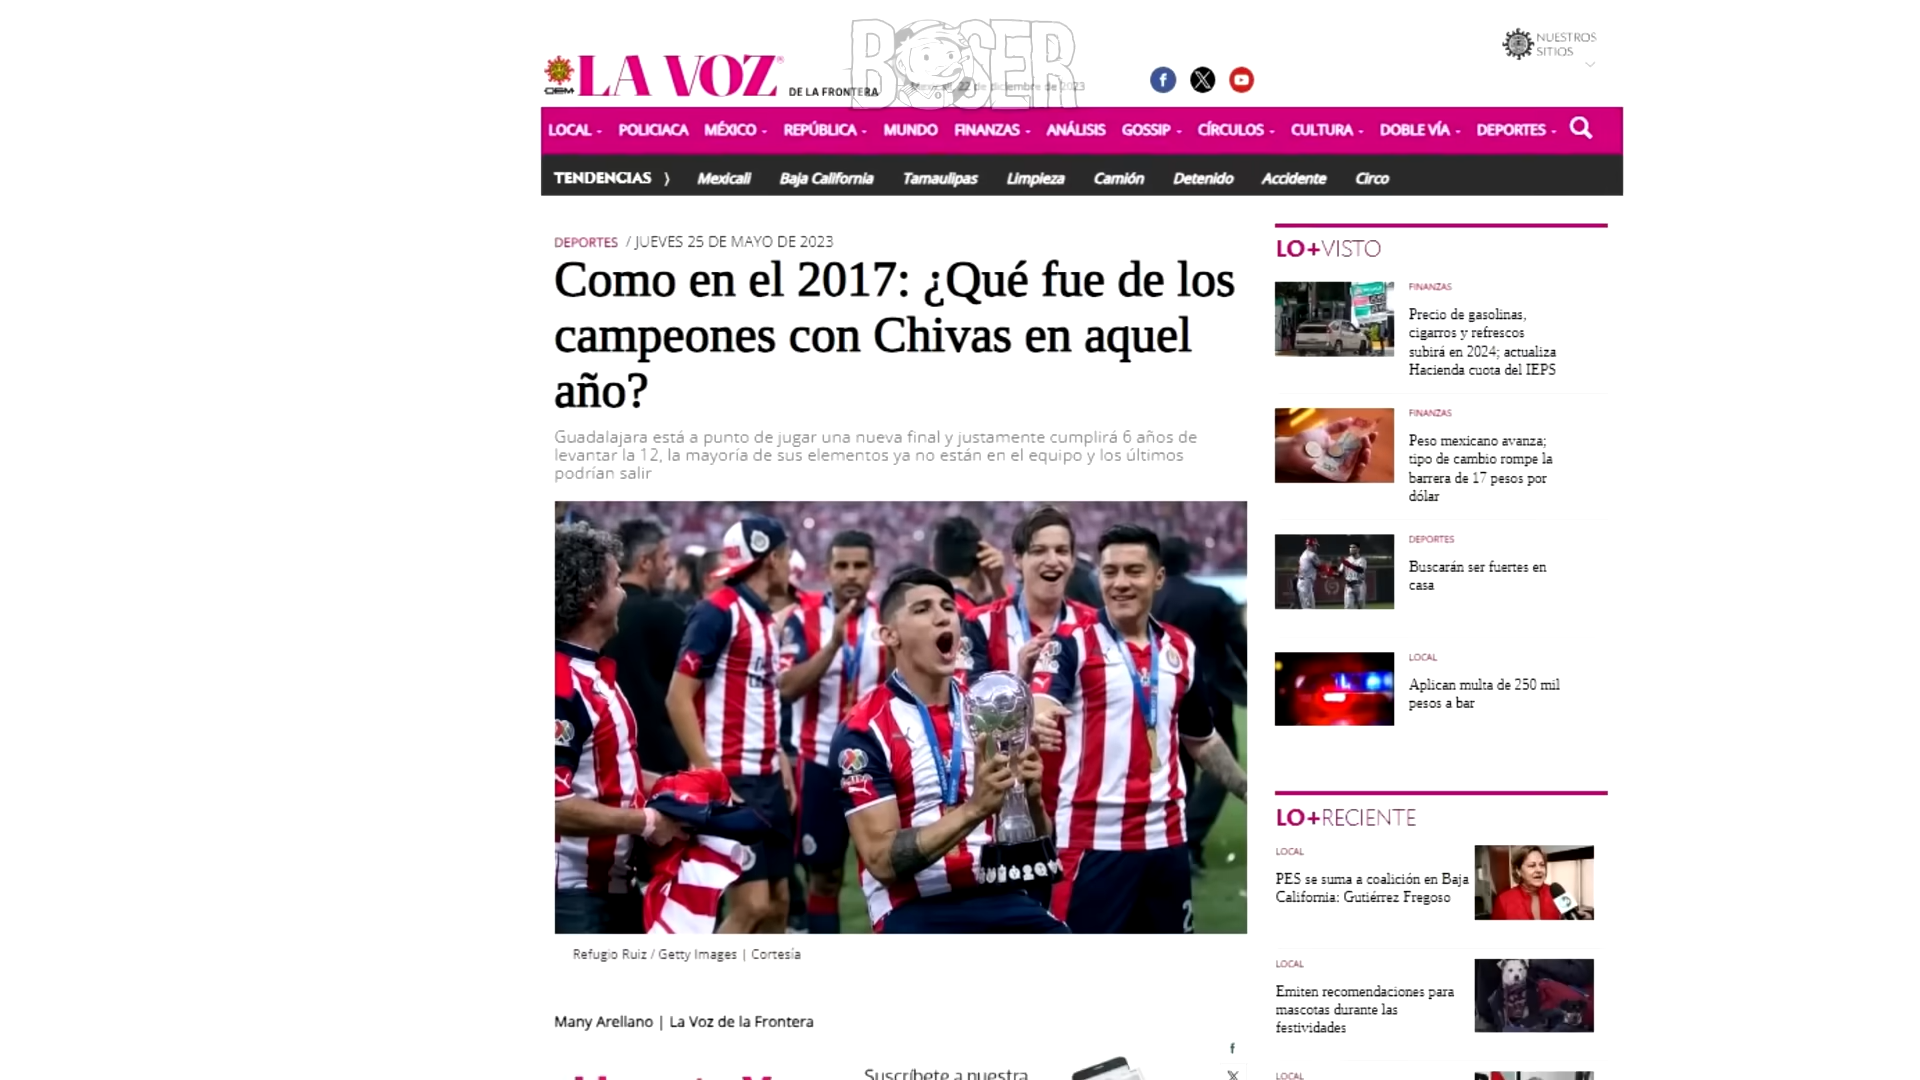 BOSER
OEM
LA VOZ
DE LA FRONTERA
22 de diciembre de 2023
NUESTROS
SITIOS
LOCAL POLICIACA MÉXICO REPÚBLICA MUNDO FINANZAS ANÁLISIS GOSSIP CÍRCULOS CULTURA DOBLE VÍA DEPORTES
TENDENCIAS ⟩ Mexicali Baja California Tamaulipas Limpieza Camión Detenido Accidente Circo
DEPORTES / JUEVES 25 DE MAYO DE 2023
Como en el 2017: ¿Qué fue de los
campeones con Chivas en aquel
año?
Guadalajara está a punto de jugar una nueva final y justamente cumplirá 6 años de
levantar la 12, la mayoría de sus elementos ya no están en el equipo y los últimos
podrían salir
Refugio Ruiz / Getty Images | Cortesía
Many Arellano | La Voz de la Frontera
Suscríbete a nuestra
LO+VISTO
FINANZAS
Precio de gasolinas,
cigarros y refrescos
subirá en 2024; actualiza
Hacienda cuota del IEPS
FINANZAS
Peso mexicano avanza;
tipo de cambio rompe la
barrera de 17 pesos por
dólar
DEPORTES
Buscarán ser fuertes en
casa
LOCAL
Aplican multa de 250 mil
pesos a bar
LO+RECIENTE
LOCAL
PES se suma a coalición en Baja
California: Gutiérrez Fregoso
LOCAL
Emiten recomendaciones para
mascotas durante las
festividades
LOCAL